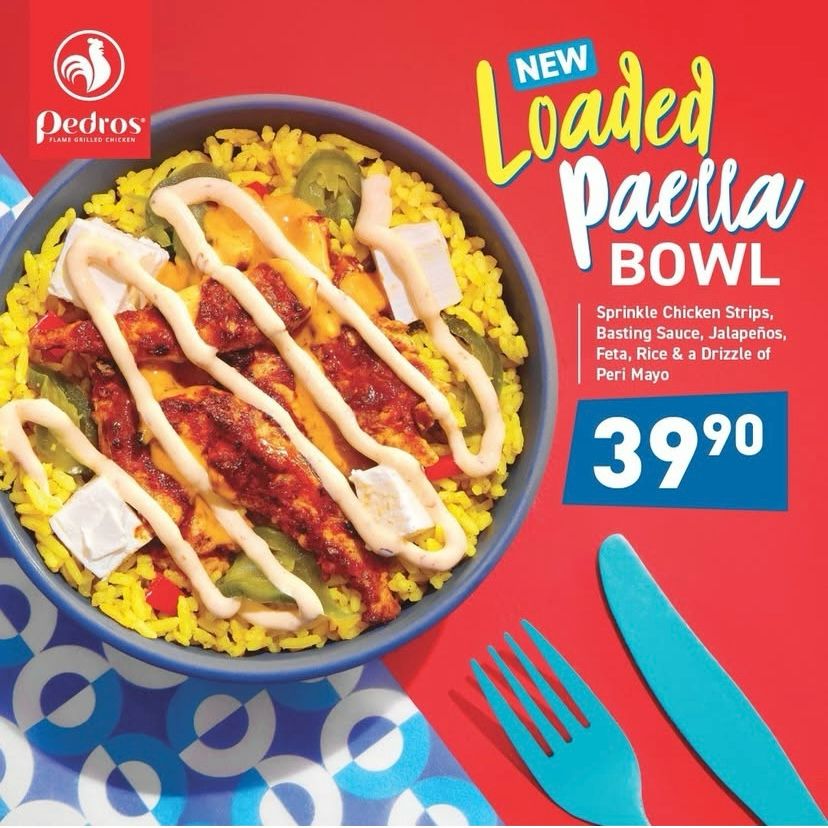 Pedros®
FLAME GRILLED CHICKEN
NEW
Loaded
Paella
BOWL
Sprinkle Chicken Strips,
Basting Sauce, Jalapeños,
Feta, Rice & a Drizzle of
Peri Mayo
39⁹⁰